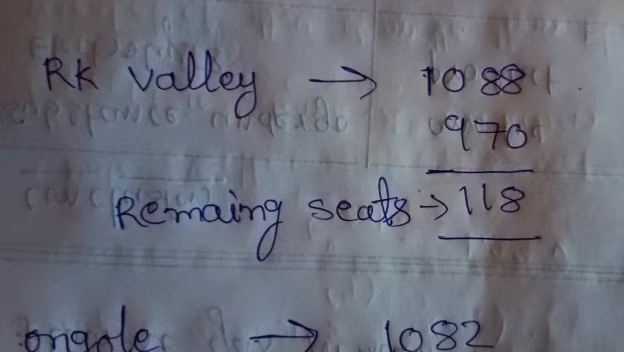 RK Valley → 1088
970
Remaing seats → 118
ongole → 1082